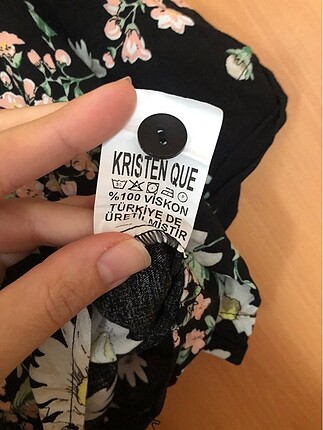 KRISTEN QUE
%100 VİSKON
TÜRKİYE DE
ÜRETİLMİŞTİR